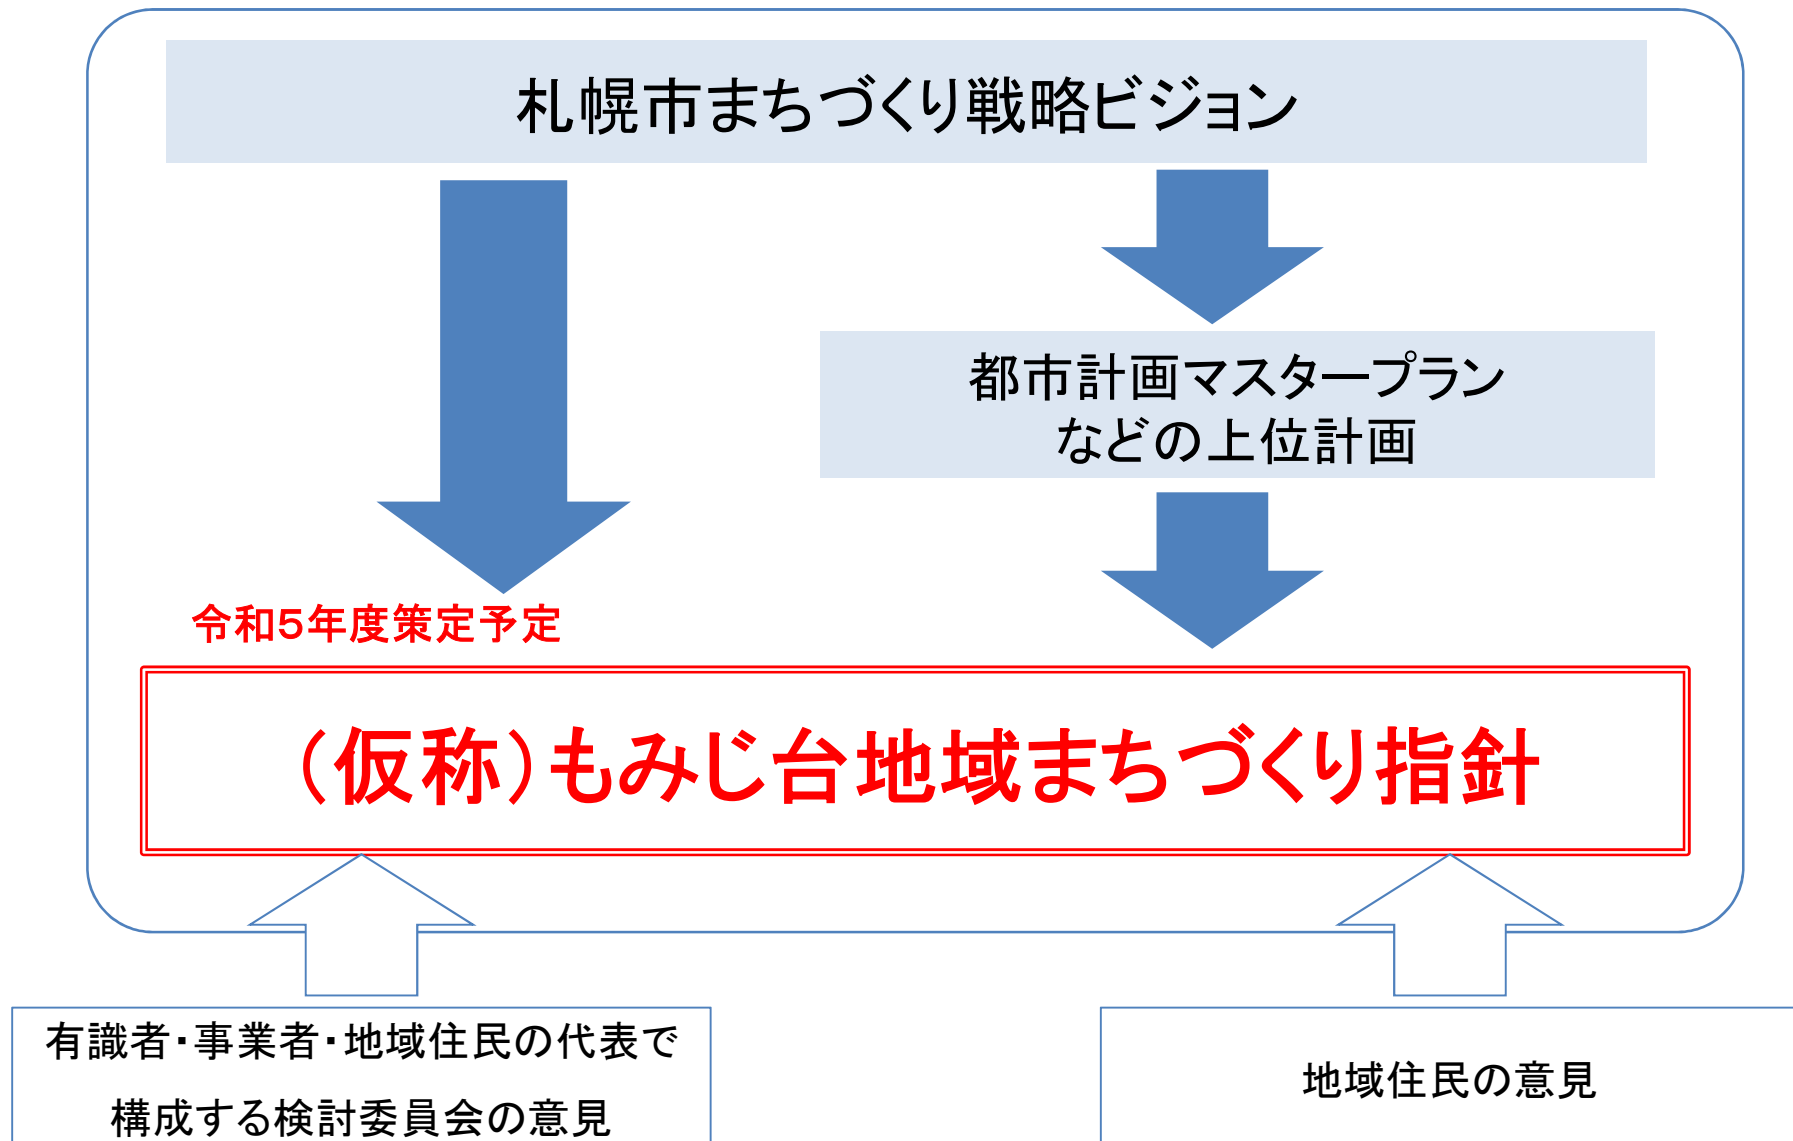 札幌市まちづくり戦略ビジョン
都市計画マスタープラン
などの上位計画
令和5年度策定予定
（仮称）もみじ台地域まちづくり指針
有識者・事業者・地域住民の代表で
構成する検討委員会の意見
地域住民の意見